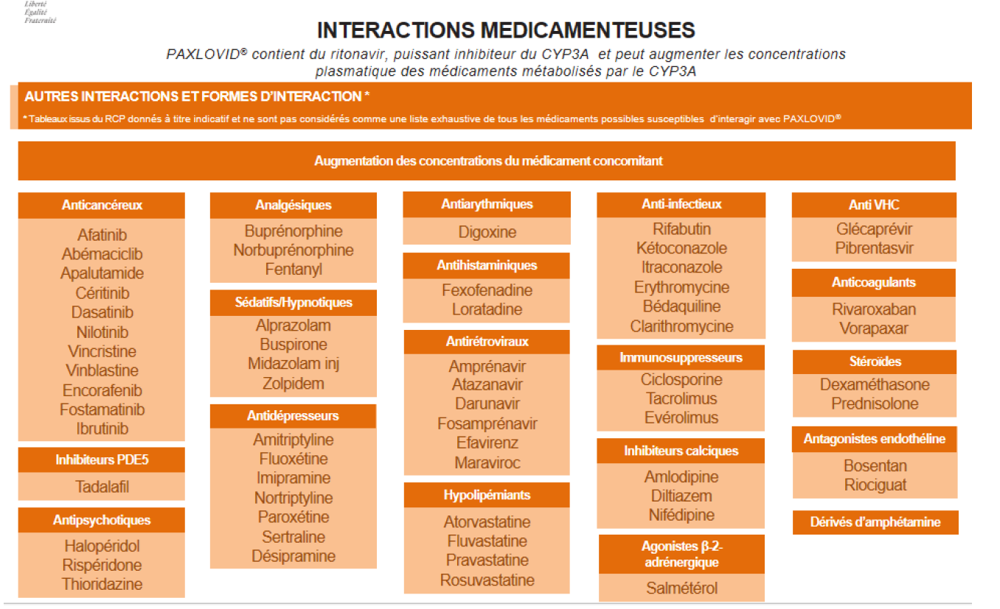 Liberté
Égalité
Fraternité
INTERACTIONS MEDICAMENTEUSES
PAXLOVID® contient du ritonavir, puissant inhibiteur du CYP3A et peut augmenter les concentrations
plasmatique des médicaments métabolisés par le CYP3A
AUTRES INTERACTIONS ET FORMES D'INTERACTION *
* Tableaux issus du RCP donnés à titre indicatif et ne sont pas considérés comme une liste exhaustive de tous les médicaments possibles susceptibles d'interagir avec PAXLOVID®
Augmentation des concentrations du médicament concomitant
Anticancéreux
Afatinib
Abémaciclib
Apalutamide
Céritinib
Dasatinib
Nilotinib
Vincristine
Vinblastine
Encorafenib
Fostamatinib
Ibrutinib
Inhibiteurs PDE5
Tadalafil
Antipsychotiques
Halopéridol
Rispéridone
Thioridazine
Analgésiques
Buprénorphine
Norbuprénorphine
Fentanyl
Sédatifs/Hypnotiques
Alprazolam
Buspirone
Midazolam inj
Zolpidem
Antidépresseurs
Amitriptyline
Fluoxétine
Imipramine
Nortriptyline
Paroxétine
Sertraline
Désipramine
Antiarythmiques
Digoxine
Antihistaminiques
Fexofenadine
Loratadine
Antirétroviraux
Amprénavir
Atazanavir
Darunavir
Fosamprénavir
Efavirenz
Maraviroc
Hypolipémiants
Atorvastatine
Fluvastatine
Pravastatine
Rosuvastatine
Anti-infectieux
Rifabutin
Kétoconazole
Itraconazole
Erythromycine
Bédaquiline
Clarithromycine
Immunosuppresseurs
Ciclosporine
Tacrolimus
Evérolimus
Inhibiteurs calciques
Amlodipine
Diltiazem
Nifédipine
Agonistes β-2-
adrénergique
Salmétérol
Anti VHC
Glécaprévir
Pibrentasvir
Anticoagulants
Rivaroxaban
Vorapaxar
Stéroïdes
Dexaméthasone
Prednisolone
Antagonistes endothéline
Bosentan
Riociguat
Dérivés d'amphétamine